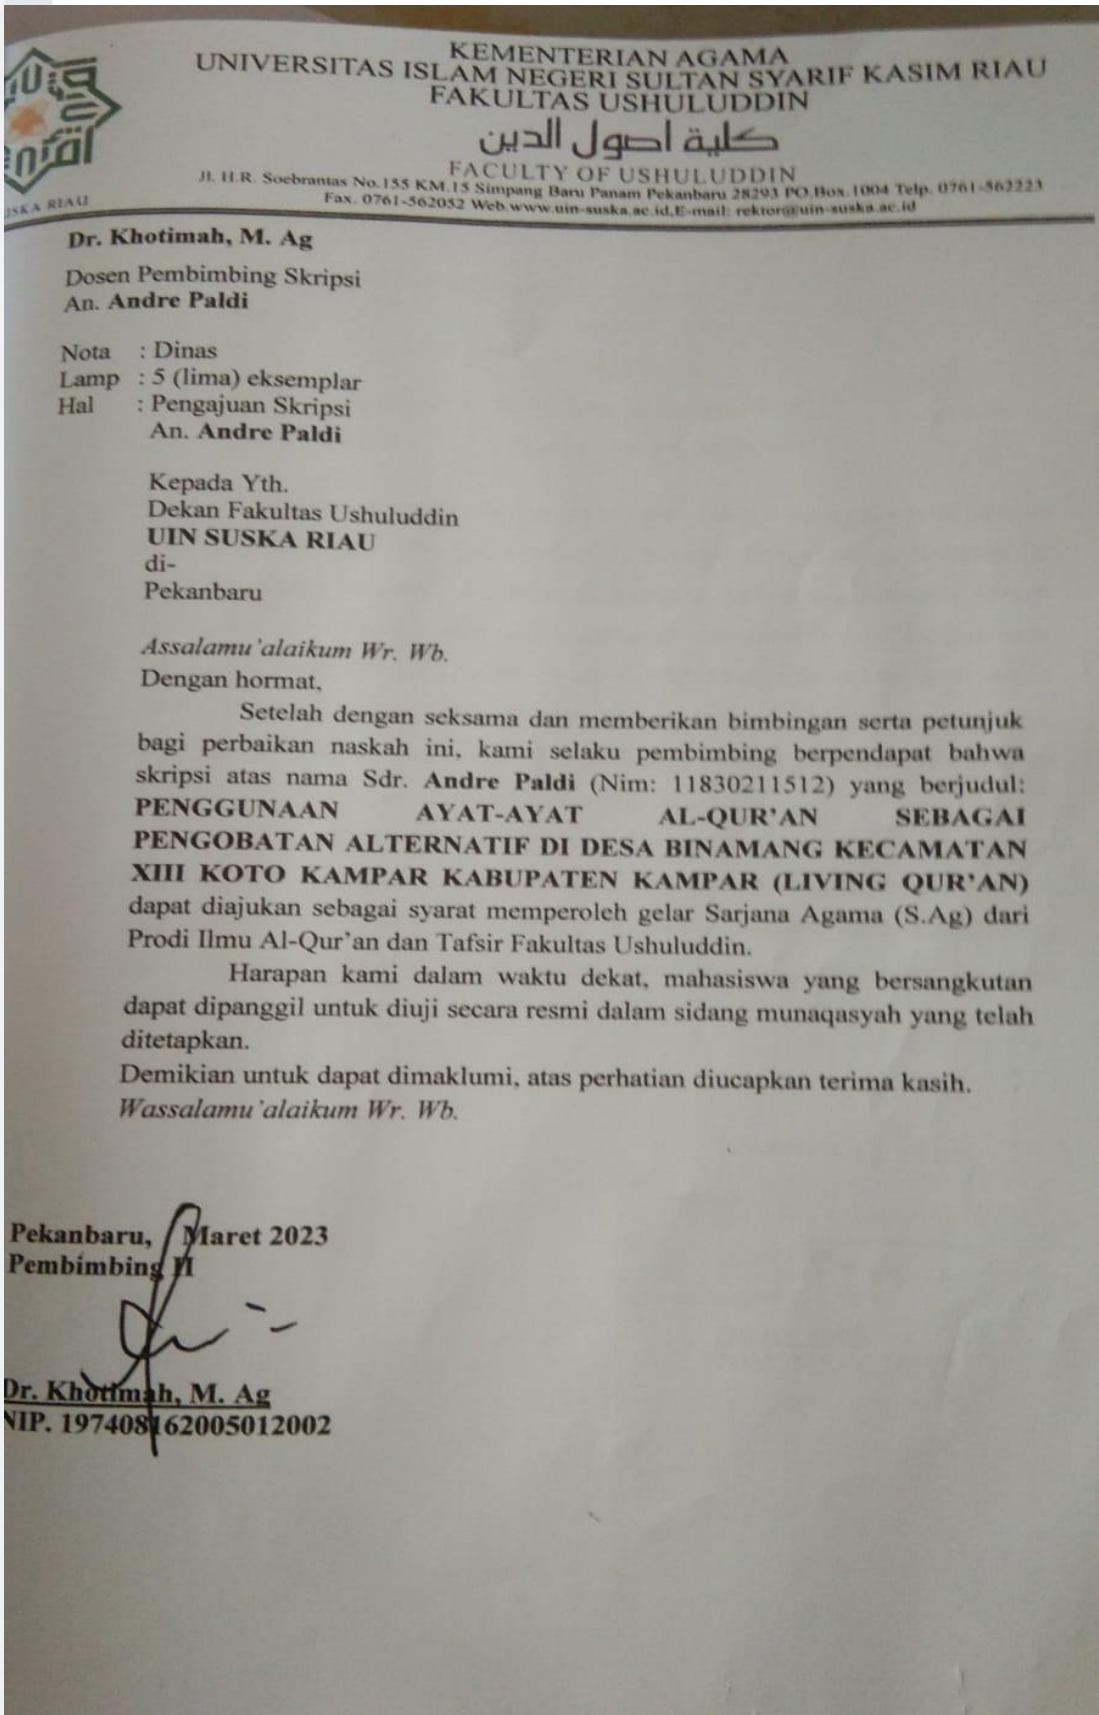 KEMENTERIAN AGAMA
UNIVERSITAS ISLAM NEGERI SULTAN SYARIF KASIM RIAU
FAKULTAS USHULUDDIN
كلية اصول الدين
FACULTY OF USHULUDDIN
Jl. H.R. Soebrantas No.155 KM.15 Simpang Baru Panam Pekanbaru 28293 PO.Box.1004 Telp. 0761-562223
Fax. 0761-562052 Web.www.uin-suska.ac.id,E-mail: rektor@uin-suska.ac.id
SKA RIAU
Dr. Khotimah, M. Ag
Dosen Pembimbing Skripsi
An. Andre Paldi
Nota : Dinas
Lamp : 5 (lima) eksemplar
Hal : Pengajuan Skripsi
An. Andre Paldi
Kepada Yth.
Dekan Fakultas Ushuluddin
UIN SUSKA RIAU
di-
Pekanbaru
Assalamu'alaikum Wr. Wb.
Dengan hormat,
Setelah dengan seksama dan memberikan bimbingan serta petunjuk
bagi perbaikan naskah ini, kami selaku pembimbing berpendapat bahwa
skripsi atas nama Sdr. Andre Paldi (Nim: 11830211512) yang berjudul:
PENGGUNAAN AYAT-AYAT AL-QUR'AN SEBAGAI
PENGOBATAN ALTERNATIF DI DESA BINAMANG KECAMATAN
XIII KOTO KAMPAR KABUPATEN KAMPAR (LIVING QUR'AN)
dapat diajukan sebagai syarat memperoleh gelar Sarjana Agama (S.Ag) dari
Prodi Ilmu Al-Qur'an dan Tafsir Fakultas Ushuluddin.
Harapan kami dalam waktu dekat, mahasiswa yang bersangkutan
dapat dipanggil untuk diuji secara resmi dalam sidang munaqasyah yang telah
ditetapkan.
Demikian untuk dapat dimaklumi, atas perhatian diucapkan terima kasih.
Wassalamu'alaikum Wr. Wb.
Pekanbaru, Maret 2023
Pembimbing II
Dr. Khotimah, M. Ag
NIP. 197408162005012002